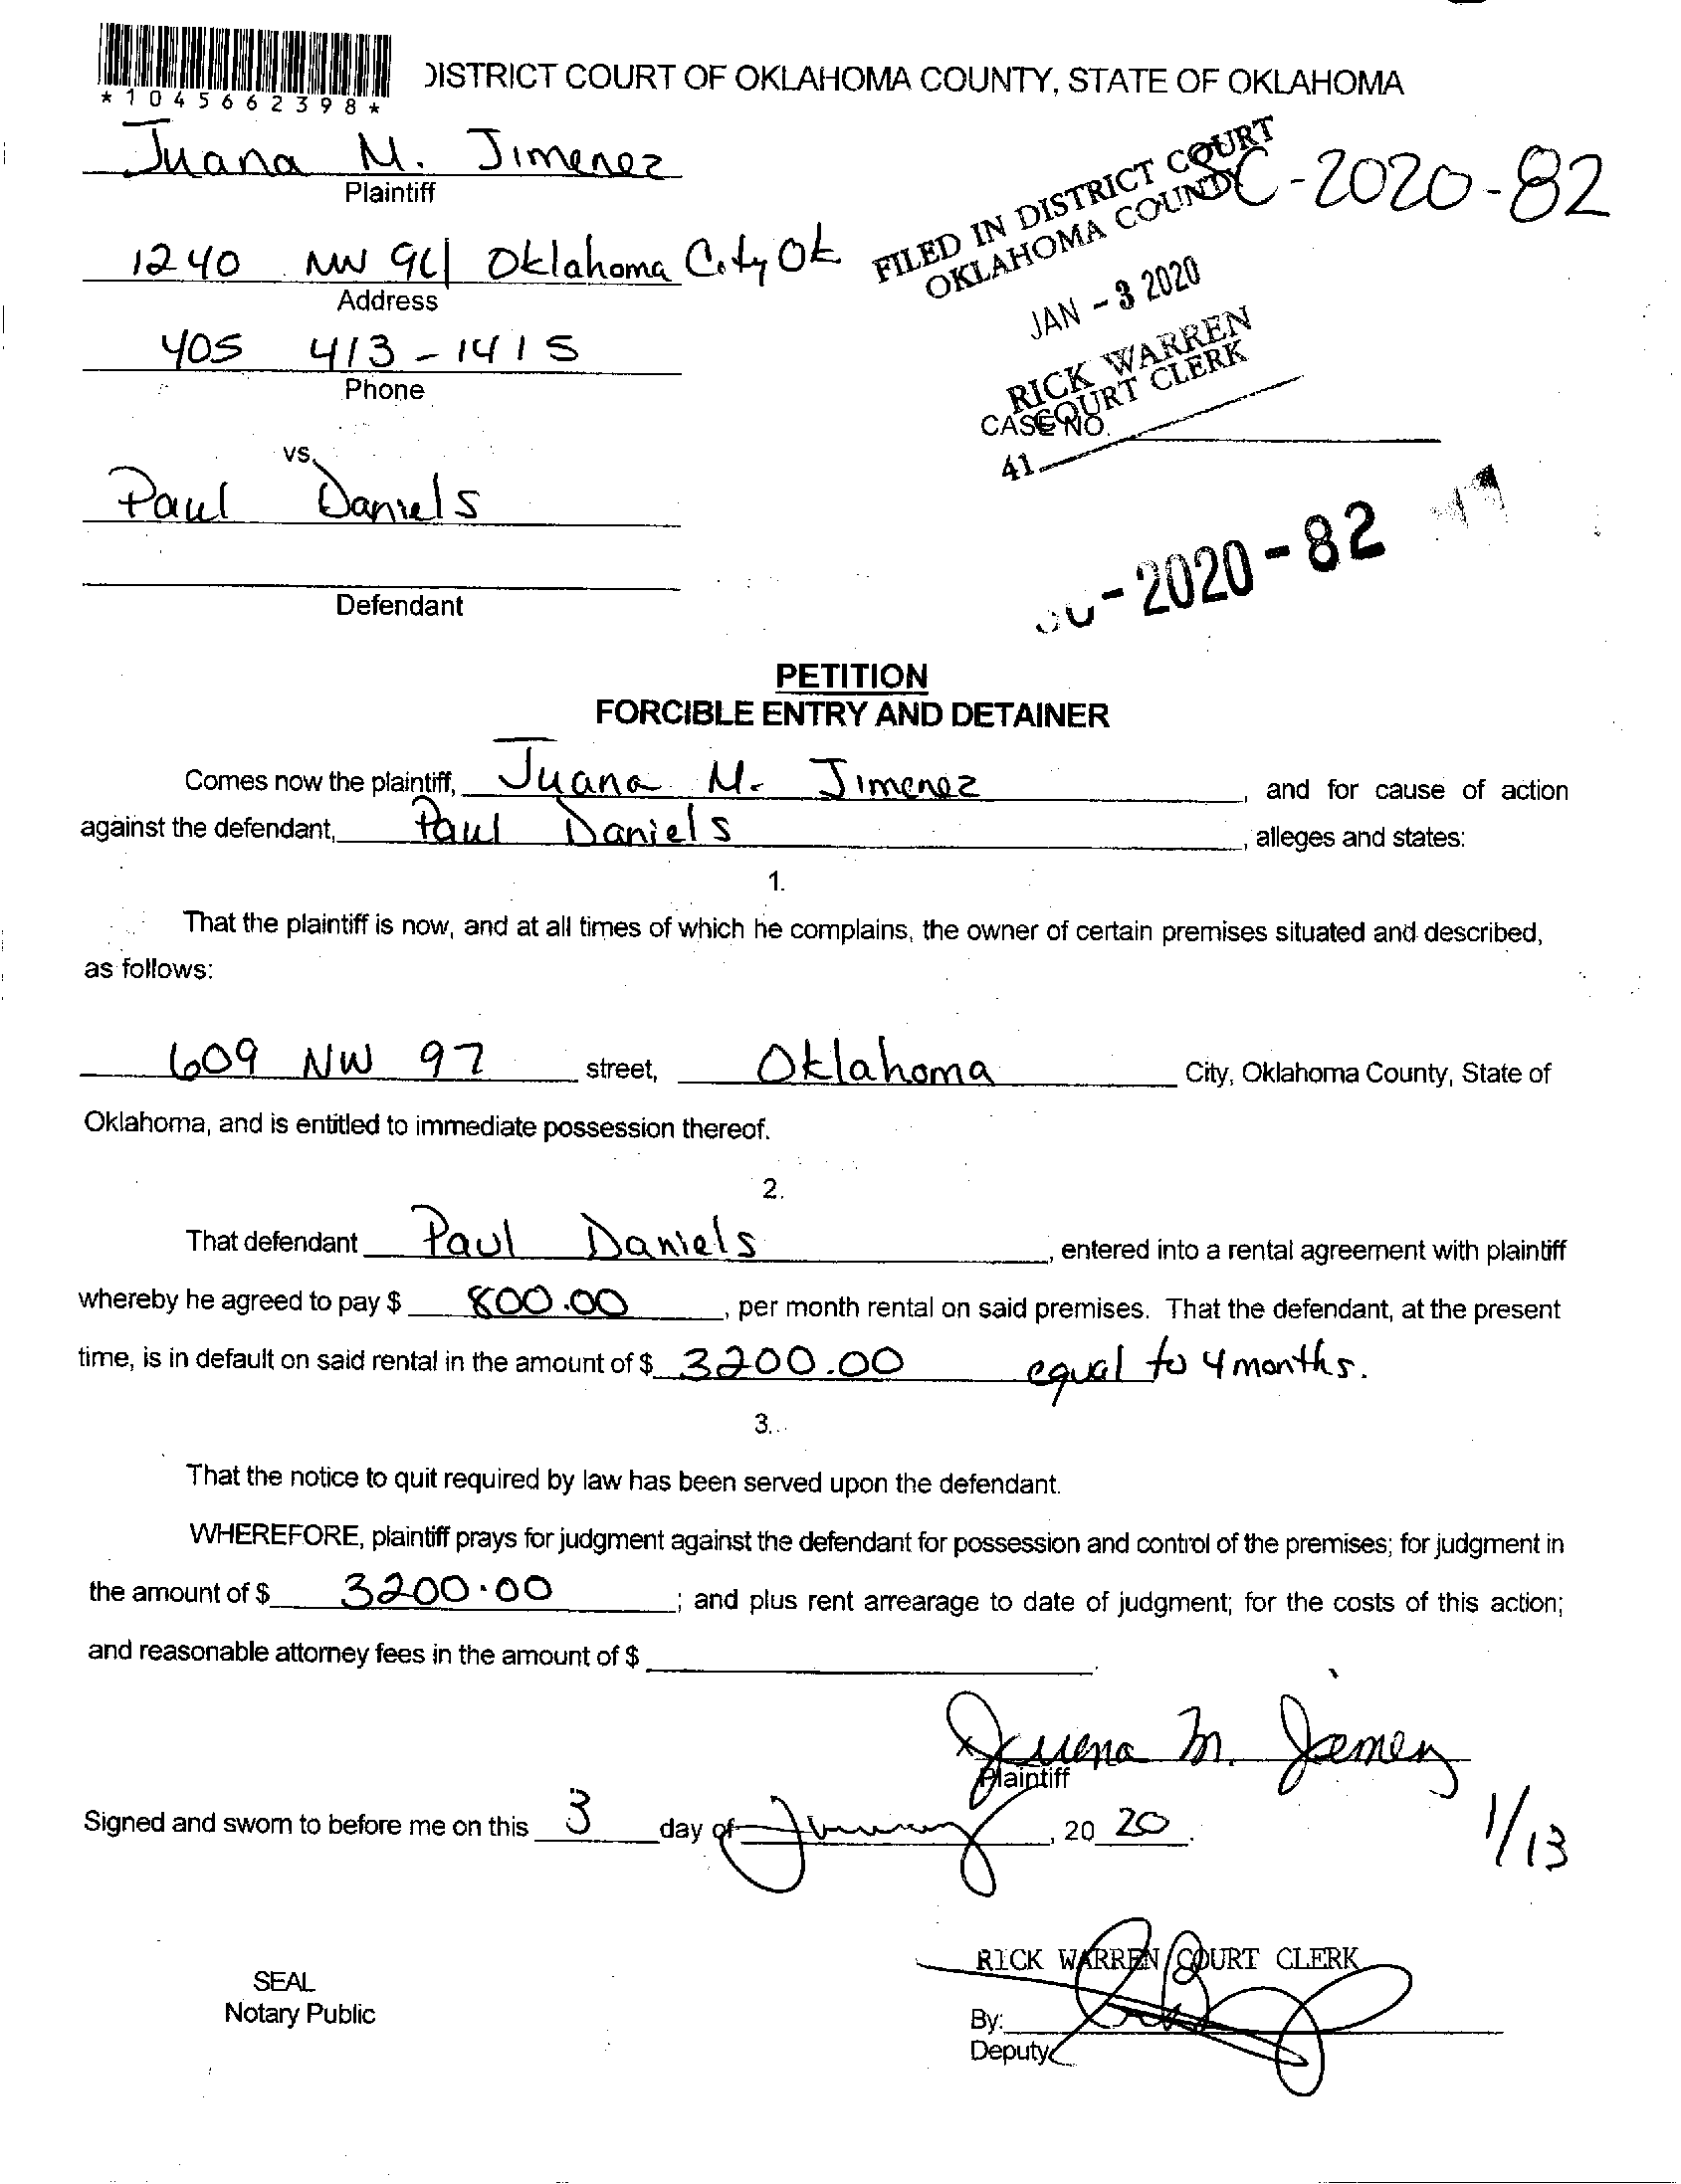 *1045662398*
DISTRICT COURT OF OKLAHOMA COUNTY, STATE OF OKLAHOMA
Juana M. Jimenez
Plaintiff
SC-2020-82
FILED IN DISTRICT COURT
OKLAHOMA COUNTY
1240 NW 94 Oklahoma City Ok
Address
JAN - 3 2020
405 413-1415
Phone
RICK WARREN
COURT CLERK
CASE NO.
41
vs.
Paul Daniels
Defendant
-2020-82
PETITION
FORCIBLE ENTRY AND DETAINER
Comes now the plaintiff, Juana M. Jimenez, and for cause of action
against the defendant, Paul Daniels, alleges and states:
1.
That the plaintiff is now, and at all times of which he complains, the owner of certain premises situated and described,
as follows:
609 NW 97 street, Oklahoma City, Oklahoma County, State of
Oklahoma, and is entitled to immediate possession thereof.
2.
That defendant Paul Daniels, entered into a rental agreement with plaintiff
whereby he agreed to pay $ 800.00, per month rental on said premises. That the defendant, at the present
time, is in default on said rental in the amount of $ 3200.00 equal to 4 months.
3.
That the notice to quit required by law has been served upon the defendant.
WHEREFORE, plaintiff prays for judgment against the defendant for possession and control of the premises; for judgment in
the amount of $ 3200.00; and plus rent arrearage to date of judgment; for the costs of this action;
and reasonable attorney fees in the amount of $
Juana M. Jimenez
Plaintiff
Signed and sworn to before me on this 3 day of January, 20 20.
1/13
RICK WARREN COURT CLERK
SEAL
Notary Public
By:
Deputy